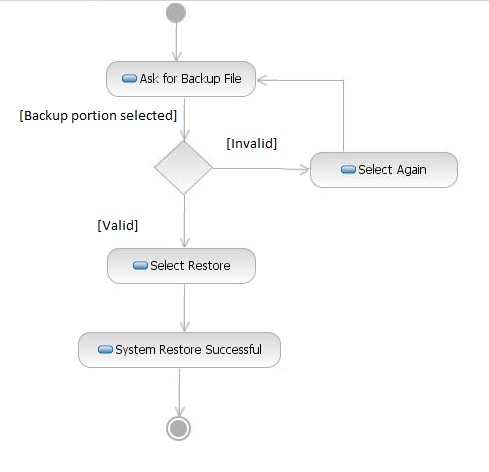 Ask for Backup File
[Backup portion selected]
[Invalid]
Select Again
[Valid]
Select Restore
System Restore Successful